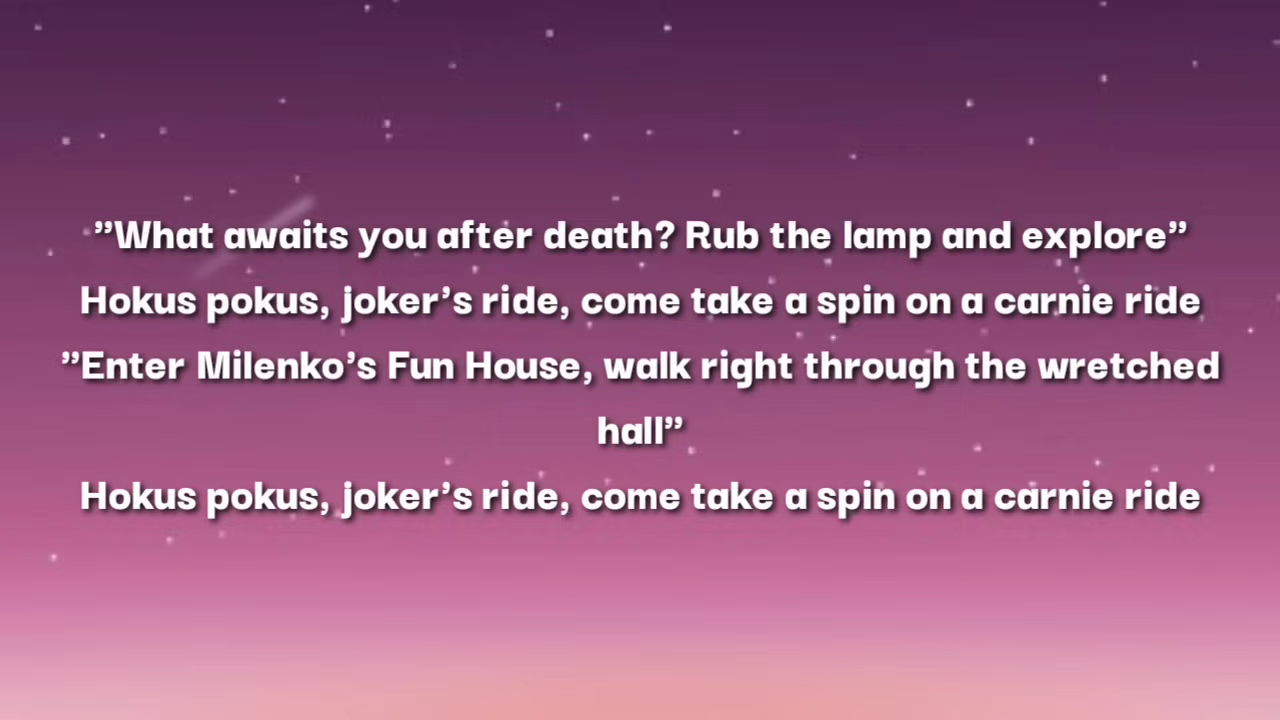 ”What awaits you after death? Rub the lamp and explore”
Hokus pokus, joker’s ride, come take a spin on a carnie ride
”Enter Milenko’s Fun House, walk right through the wretched
hall”
Hokus pokus, joker’s ride, come take a spin on a carnie ride